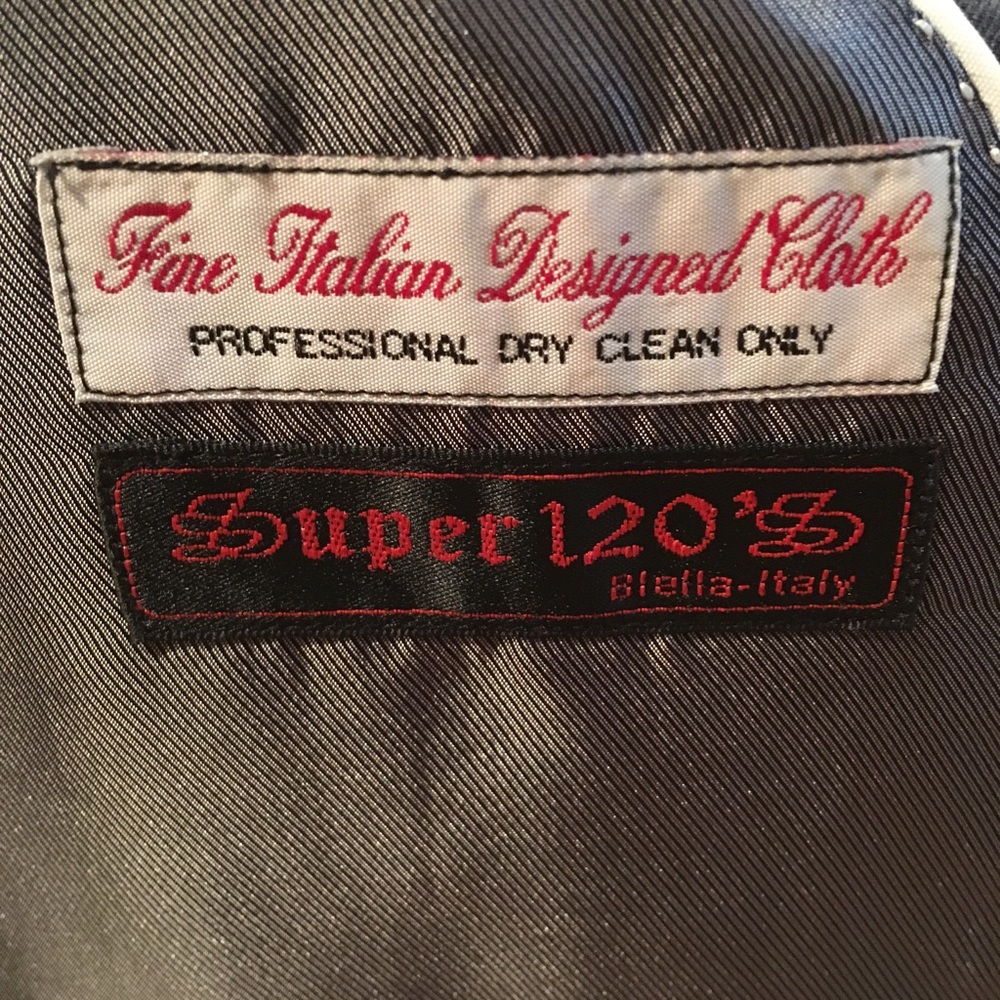 Fine Italian Designed Cloth
PROFESSIONAL DRY CLEAN ONLY
Super 120'S
Biella-Italy